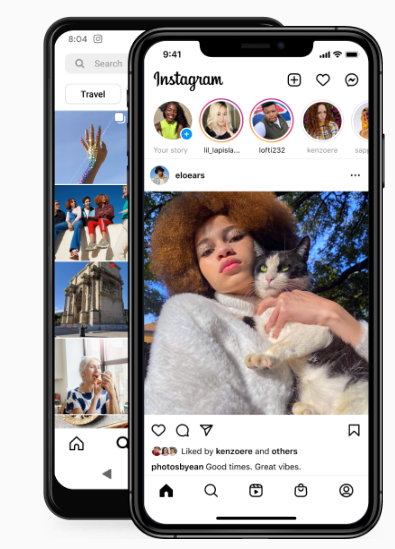 8:04
Search
Travel
9:41
Instagram
Your story
lil_lapisla...
lofti232
kenzoere
eloears
Liked by kenzoere and others
photosbyean Good times. Great vibes.